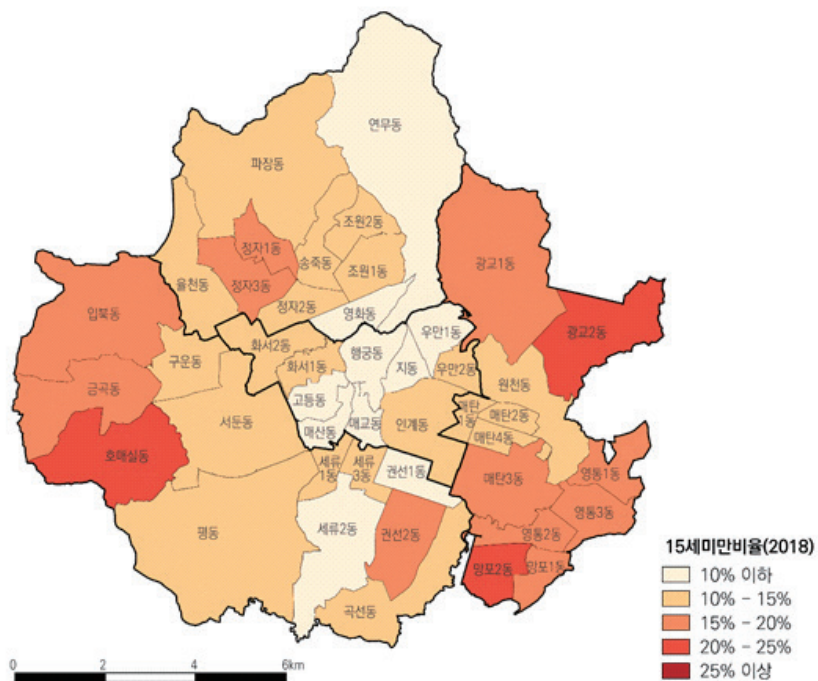 연무동
파장동
조원2동
정자1동
송죽동
조원1동
광교1동
율천동
정자3동
정자2동
영화동
입북동
광교2동
우만1동
화서2동
행궁동
구운동
화서1동
지동
우만2동
원천동
금곡동
고등동
매탄
1동
매탄2동
서둔동
매산동
매교동
인계동
매탄4동
호매실동
세류
1동
세류
3동
권선1동
매탄3동
영통1동
영통3동
평동
세류2동
권선2동
영통2동
망포2동
망포1동
곡선동
15세미만비율(2018)
10% 이하
10% - 15%
15% - 20%
20% - 25%
25% 이상
0 2 4 6km